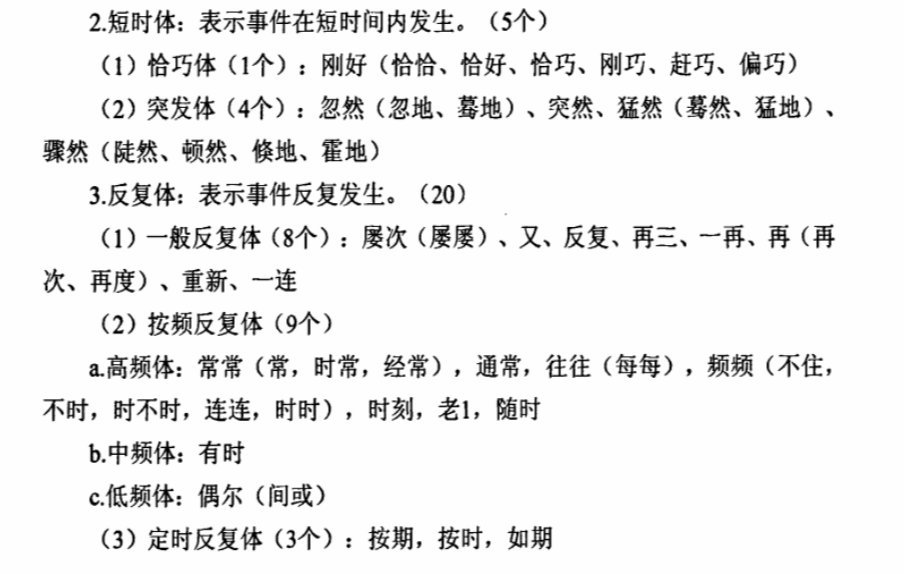 2.短时体：表示事件在短时间内发生。（5个）
（1）恰巧体（1个）：刚好（恰恰、恰好、恰巧、刚巧、赶巧、偏巧）
（2）突发体（4个）：忽然（忽地、蓦地）、突然、猛然（蓦然、猛地）、
骤然（陡然、顿然、倏地、霍地）
3.反复体：表示事件反复发生。（20）
（1）一般反复体（8个）：屡次（屡屡）、又、反复、再三、一再、再（再
次、再度）、重新、一连
（2）按频反复体（9个）
a.高频体：常常（常，时常，经常），通常，往往（每每），频频（不住，
不时，时不时，连连，时时），时刻，老1，随时
b.中频体：有时
c.低频体：偶尔（间或）
（3）定时反复体（3个）：按期，按时，如期